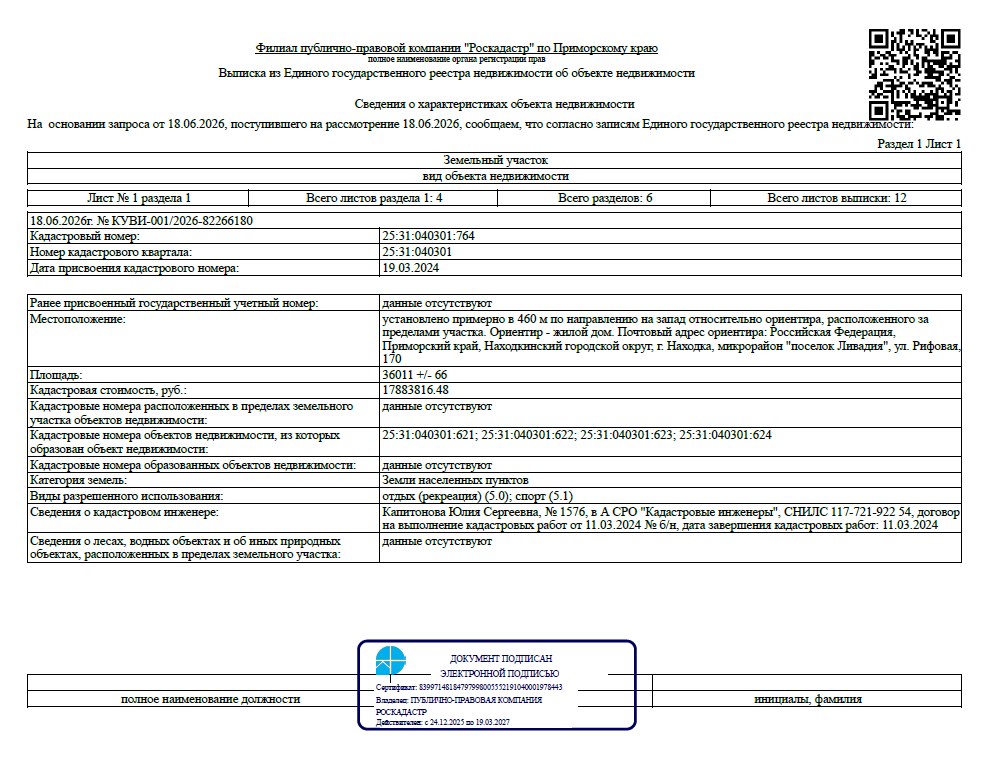 Филиал публично-правовой компании "Роскадастр" по Приморскому краю
полное наименование органа регистрации прав
Выписка из Единого государственного реестра недвижимости об объекте недвижимости
Сведения о характеристиках объекта недвижимости
На основании запроса от 18.06.2026, поступившего на рассмотрение 18.06.2026, сообщаем, что согласно записям Единого государственного реестра недвижимости:
Раздел 1 Лист 1
Земельный участок
вид объекта недвижимости
Лист № 1 раздела 1 Всего листов раздела 1: 4 Всего разделов: 6 Всего листов выписки: 12
18.06.2026г. № КУВИ-001/2026-82266180
Кадастровый номер: 25:31:040301:764
Номер кадастрового квартала: 25:31:040301
Дата присвоения кадастрового номера: 19.03.2024
Ранее присвоенный государственный учетный номер: данные отсутствуют
Местоположение: установлено примерно в 460 м по направлению на запад относительно ориентира, расположенного за
пределами участка. Ориентир - жилой дом. Почтовый адрес ориентира: Российская Федерация,
Приморский край, Находкинский городской округ, г. Находка, микрорайон "поселок Ливадия", ул. Рифовая,
170
Площадь: 36011 +/- 66
Кадастровая стоимость, руб.: 17883816.48
Кадастровые номера расположенных в пределах земельного данные отсутствуют
участка объектов недвижимости:
Кадастровые номера объектов недвижимости, из которых 25:31:040301:621; 25:31:040301:622; 25:31:040301:623; 25:31:040301:624
образован объект недвижимости:
Кадастровые номера образованных объектов недвижимости: данные отсутствуют
Категория земель: Земли населенных пунктов
Виды разрешенного использования: отдых (рекреация) (5.0); спорт (5.1)
Сведения о кадастровом инженере: Капитонова Юлия Сергеевна, № 1576, в А СРО "Кадастровые инженеры", СНИЛС 117-721-922 54, договор
на выполнение кадастровых работ от 11.03.2024 № б/н, дата завершения кадастровых работ: 11.03.2024
Сведения о лесах, водных объектах и об иных природных данные отсутствуют
объектах, расположенных в пределах земельного участка:
ДОКУМЕНТ ПОДПИСАН
ЭЛЕКТРОННОЙ ПОДПИСЬЮ
Сертификат: 83997148184797998005552191040001978443
Владелец: ПУБЛИЧНО-ПРАВОВАЯ КОМПАНИЯ
РОСКАДАСТР
Действителен: с 24.12.2025 по 19.03.2027
полное наименование должности инициалы, фамилия